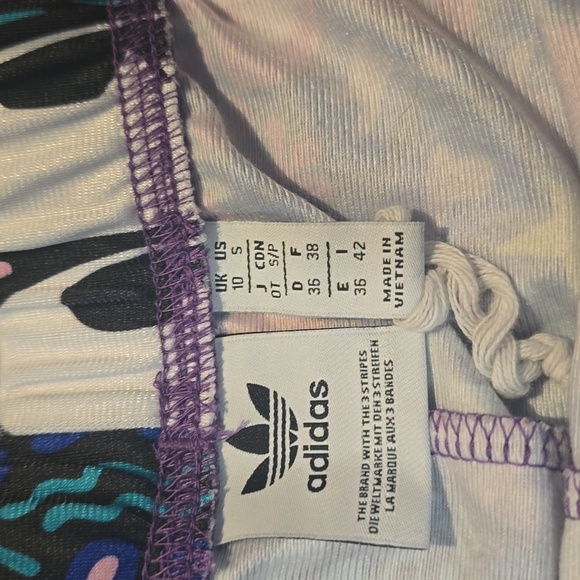 UK US
10 S
J CDN
OT S/P
D F
36 38
E I
36 42
MADE IN
VIETNAM
adidas
THE BRAND WITH THE 3 STRIPES
DIE WELTMARKE MIT DEN 3 STREIFEN
LA MARQUE AUX 3 BANDES